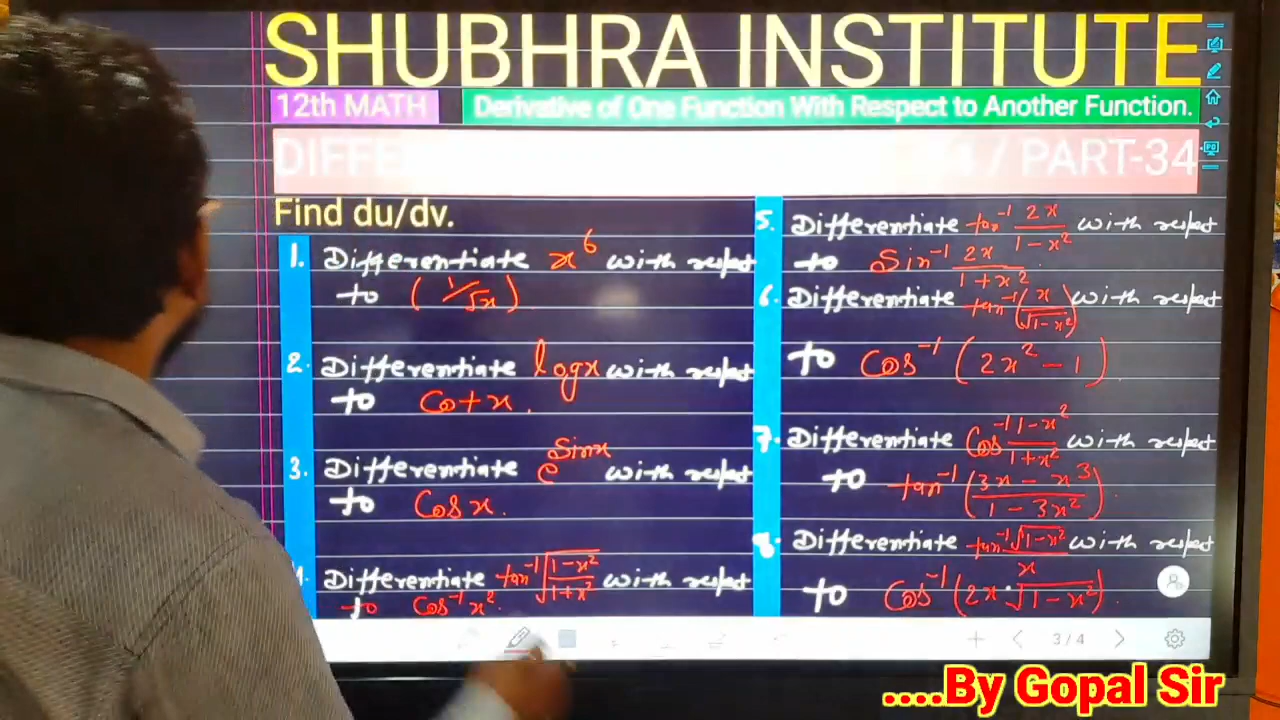 SHUBHRA INSTITUTE
12th MATH
Derivative of One Function With Respect to Another Function.
DIFFE
/ PART-34
Find du/dv.
1. Differentiate x⁶ with respect
to (1/√x)
2. Differentiate logx with respect
to Cotx.
3. Differentiate e^sinx with respect
to Cosx.
Differentiate tan⁻¹√((1-x²)/(1+x²)) with respect
to Cos⁻¹x².
5. Differentiate tan⁻¹ 2x/(1-x²) with respect
to Sin⁻¹ 2x/(1+x²).
6. Differentiate tan⁻¹(x/√(1-x²)) with respect
to Cos⁻¹(2x²-1)
7. Differentiate Cos⁻¹ (1-x²)/(1+x²) with respect
to tan⁻¹((3x-x³)/(1-3x²)).
8. Differentiate tan⁻¹ √(1-x²)/x with respect
to Cos⁻¹(2x·√(1-x²)).
3/4
....By Gopal Sir